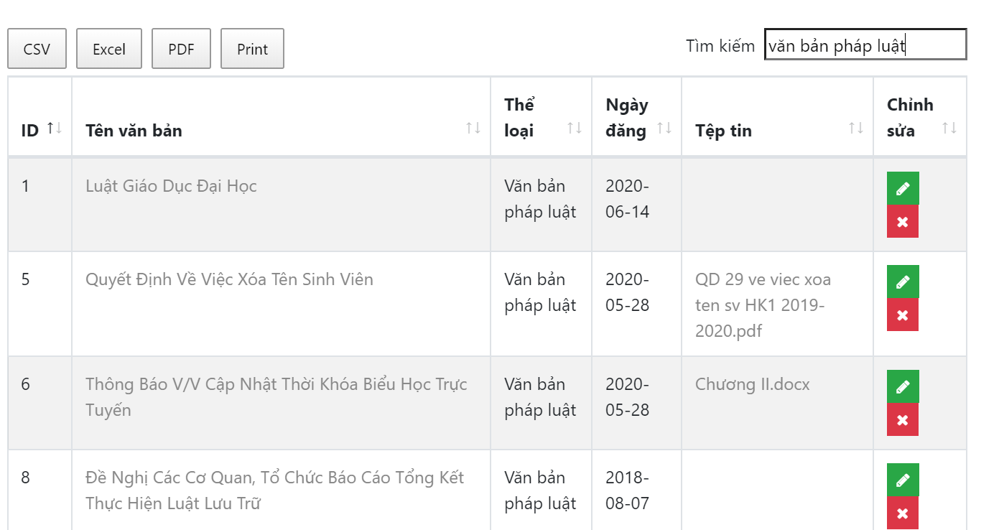 CSV Excel PDF Print Tìm kiếm văn bản pháp luật
ID Tên văn bản Thể loại Ngày đăng Tệp tin Chỉnh sửa
1 Luật Giáo Dục Đại Học Văn bản 2020-
pháp luật 06-14
5 Quyết Định Về Việc Xóa Tên Sinh Viên Văn bản 2020- QD 29 ve viec xoa
pháp luật 05-28 ten sv HK1 2019-
2020.pdf
6 Thông Báo V/V Cập Nhật Thời Khóa Biểu Học Trực Văn bản 2020- Chương II.docx
Tuyến pháp luật 05-28
8 Đề Nghị Các Cơ Quan, Tổ Chức Báo Cáo Tổng Kết Văn bản 2018-
Thực Hiện Luật Lưu Trữ pháp luật 08-07